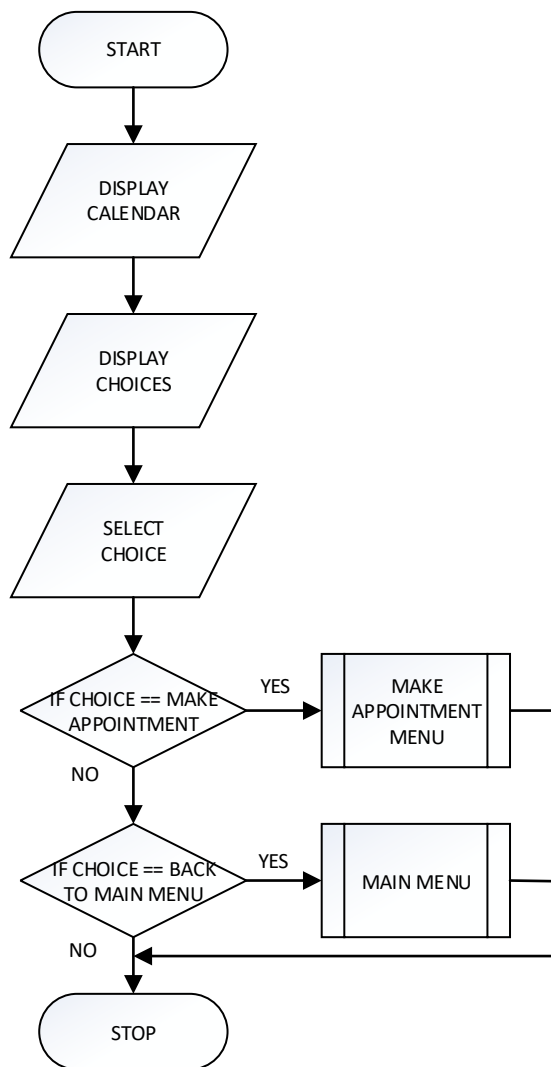 START
DISPLAY
CALENDAR
DISPLAY
CHOICES
SELECT
CHOICE
IF CHOICE == MAKE
APPOINTMENT
YES
MAKE
APPOINTMENT
MENU
NO
IF CHOICE == BACK
TO MAIN MENU
YES
MAIN MENU
NO
STOP